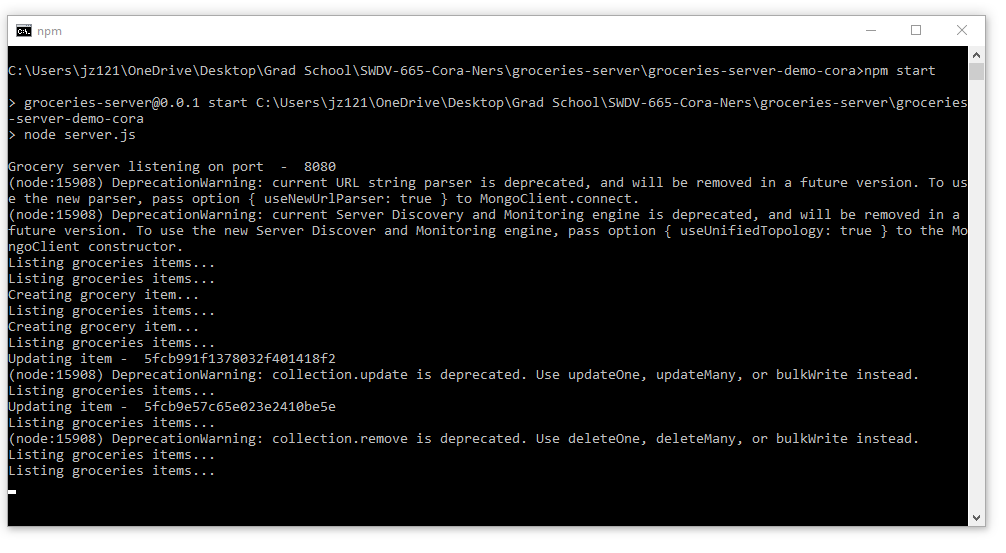 npm
C:\Users\jz121\OneDrive\Desktop\Grad School\SWDV-665-Cora-Ners\groceries-server\groceries-server-demo-cora>npm start
> groceries-server@0.0.1 start C:\Users\jz121\OneDrive\Desktop\Grad School\SWDV-665-Cora-Ners\groceries-server\groceries
-server-demo-cora
> node server.js
Grocery server listening on port  -  8080
(node:15908) DeprecationWarning: current URL string parser is deprecated, and will be removed in a future version. To us
e the new parser, pass option { useNewUrlParser: true } to MongoClient.connect.
(node:15908) DeprecationWarning: current Server Discovery and Monitoring engine is deprecated, and will be removed in a
future version. To use the new Server Discover and Monitoring engine, pass option { useUnifiedTopology: true } to the Mo
ngoClient constructor.
Listing groceries items...
Listing groceries items...
Creating grocery item...
Listing groceries items...
Creating grocery item...
Listing groceries items...
Updating item -  5fcb991f1378032f401418f2
(node:15908) DeprecationWarning: collection.update is deprecated. Use updateOne, updateMany, or bulkWrite instead.
Listing groceries items...
Updating item -  5fcb9e57c65e023e2410be5e
Listing groceries items...
(node:15908) DeprecationWarning: collection.remove is deprecated. Use deleteOne, deleteMany, or bulkWrite instead.
Listing groceries items...
Listing groceries items...